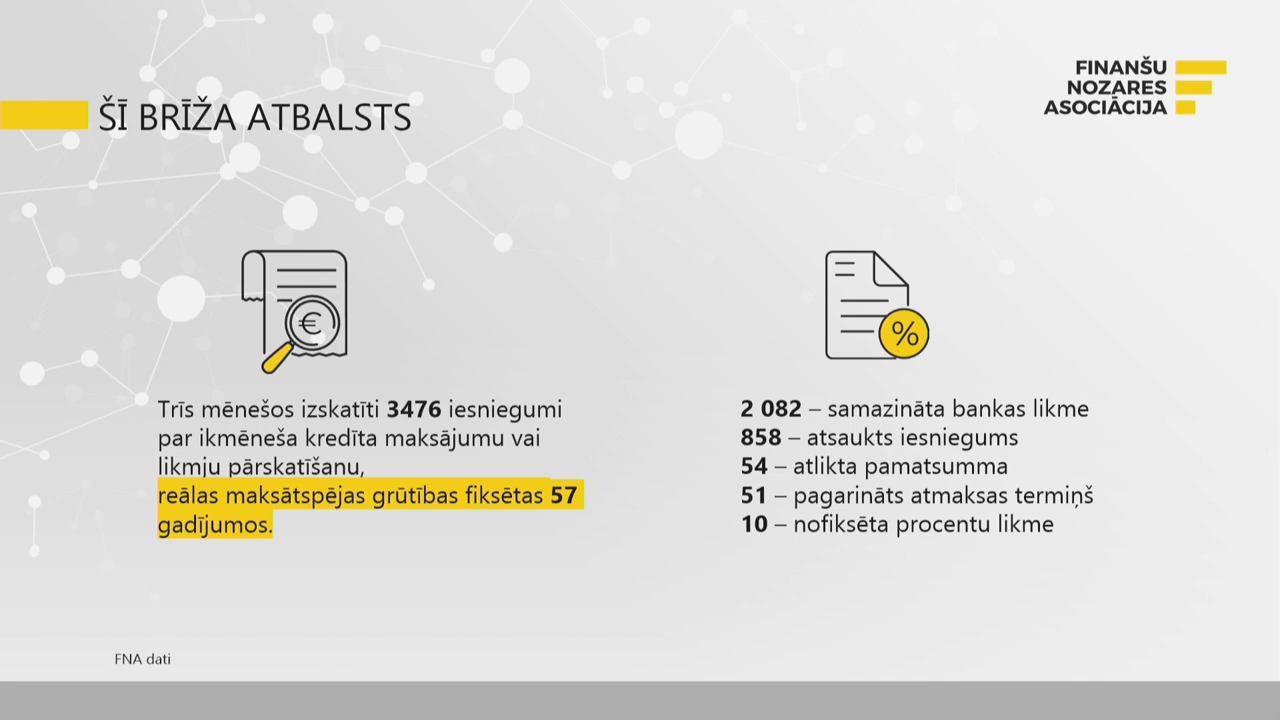 FINANŠU
NOZARES
ASOCIĀCIJA
ŠĪ BRĪŽA ATBALSTS
€
Trīs mēnešos izskatīti 3476 iesniegumi
par ikmēneša kredīta maksājumu vai
likmju pārskatīšanu,
reālas maksātspējas grūtības fiksētas 57
gadījumos.
%
2 082 – samazināta bankas likme
858 – atsaukts iesniegums
54 – atlikta pamatsumma
51 – pagarināts atmaksas termiņš
10 – nofiksēta procentu likme
FNA dati